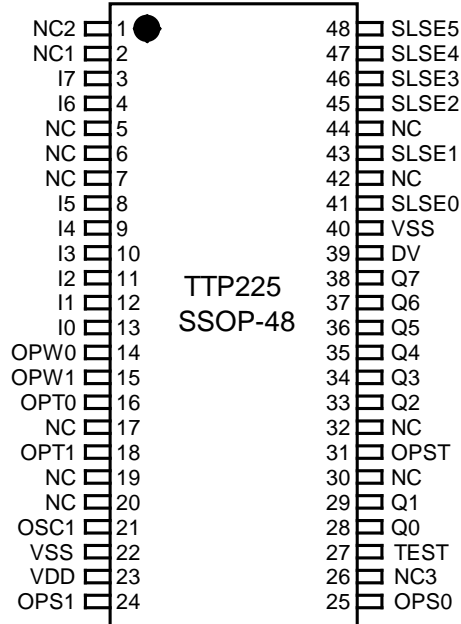 NC2 1 48 SLSE5
NC1 2 47 SLSE4
I7 3 46 SLSE3
I6 4 45 SLSE2
NC 5 44 NC
NC 6 43 SLSE1
NC 7 42 NC
I5 8 41 SLSE0
I4 9 40 VSS
I3 10 39 DV
I2 11 38 Q7
I1 12 37 Q6
I0 13 36 Q5
OPW0 14 35 Q4
OPW1 15 34 Q3
OPT0 16 33 Q2
NC 17 32 NC
OPT1 18 31 OPST
NC 19 30 NC
NC 20 29 Q1
OSC1 21 28 Q0
VSS 22 27 TEST
VDD 23 26 NC3
OPS1 24 25 OPS0
TTP225
SSOP-48